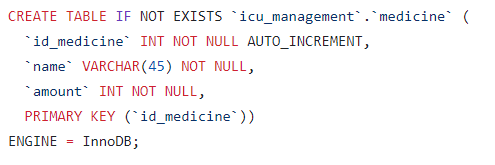 CREATE TABLE IF NOT EXISTS `icu_management`.`medicine` (
  `id_medicine` INT NOT NULL AUTO_INCREMENT,
  `name` VARCHAR(45) NOT NULL,
  `amount` INT NOT NULL,
  PRIMARY KEY (`id_medicine`))
ENGINE = InnoDB;